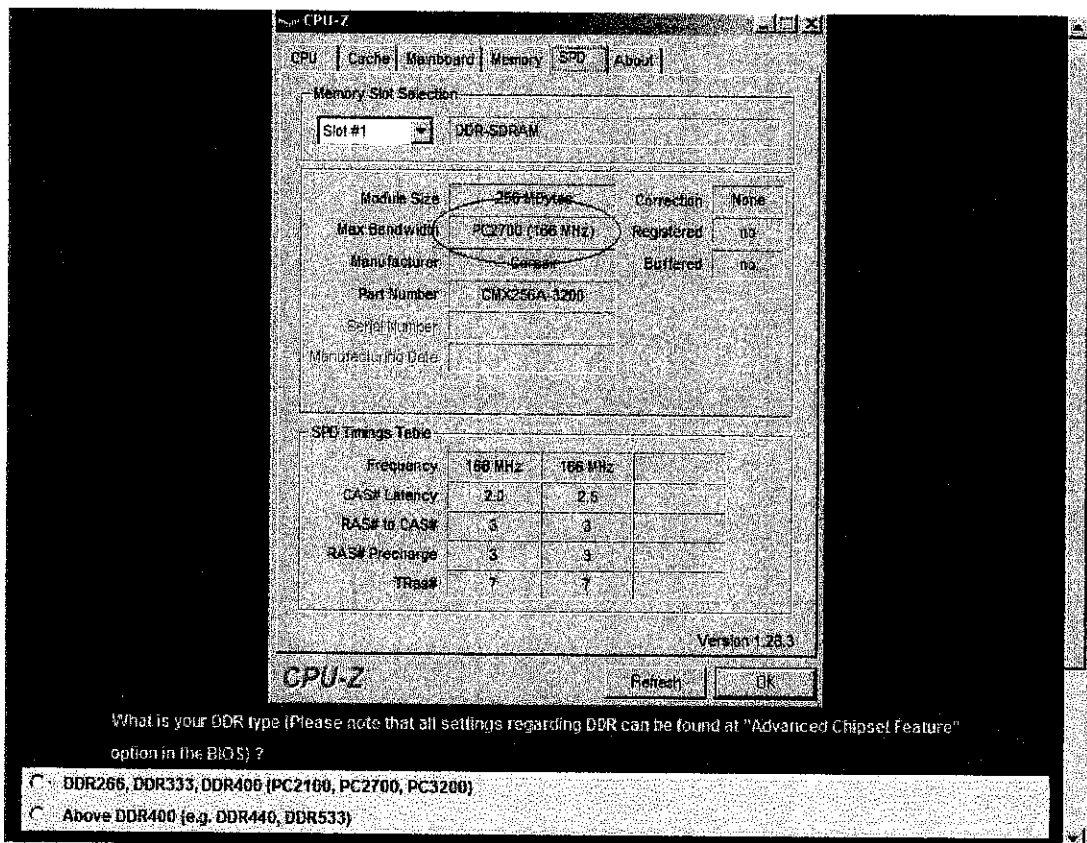 CPU-Z
CPU Cache Mainboard Memory SPD About
Memory Slot Selection
Slot #1 DDR-SDRAM
Module Size 256 MBytes Correction None
Max Bandwidth PC2700 (166 MHz) Registered no
Manufacturer Corsair Buffered no
Part Number CMX256A-3200
Serial Number
Manufacturing Date
SPD Timings Table
Frequency 166 MHz 166 MHz
CAS# Latency 2.0 2.5
RAS# to CAS# 3 3
RAS# Precharge 3 3
TRas# 7 7
Version 1.28.3
CPU-Z Refresh OK
What is your DDR type (Please note that all settings regarding DDR can be found at "Advanced Chipset Feature"
option in the BIOS) ?
DDR266, DDR333, DDR400 (PC2100, PC2700, PC3200)
Above DDR400 (e.g. DDR440, DDR533)